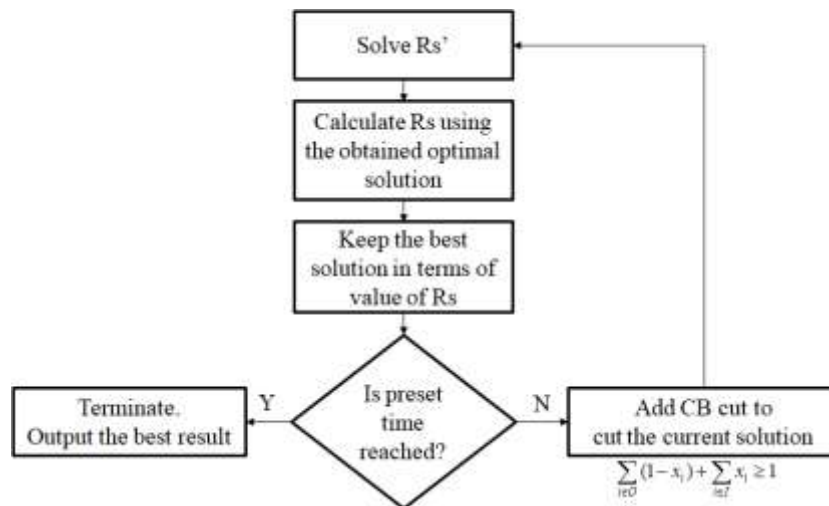 Solve Rs’
Calculate Rs using
the obtained optimal
solution
Keep the best
solution in terms of
value of Rs
Is preset
time
reached?
Y
N
Terminate.
Output the best result
Add CB cut to
cut the current solution
∑_{i∈O} (1− x_i) + ∑_{i∈Z} x_i ≥ 1